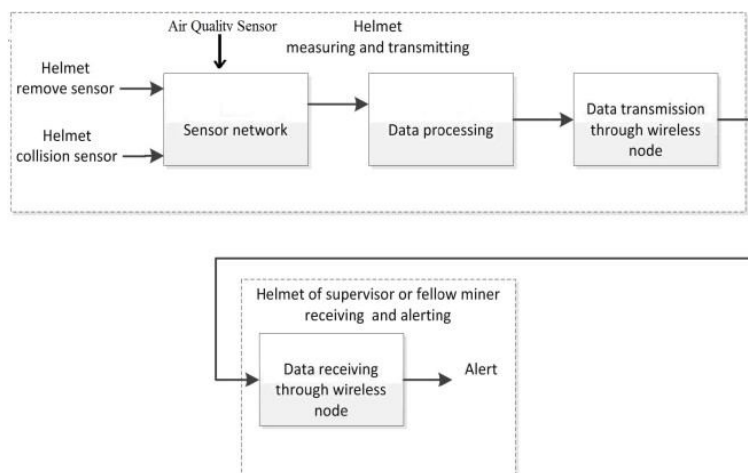 Air Quality Sensor
Helmet
measuring and transmitting
Helmet
remove sensor
Helmet
collision sensor
Sensor network
Data processing
Data transmission
through wireless
node
Helmet of supervisor or fellow miner
receiving and alerting
Data receiving
through wireless
node
Alert